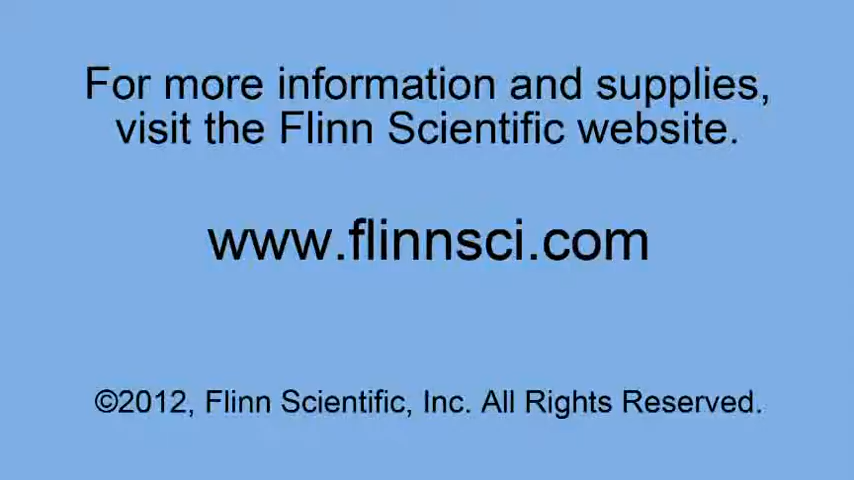 For more information and supplies,
visit the Flinn Scientific website.
www.flinnsci.com
©2012, Flinn Scientific, Inc. All Rights Reserved.